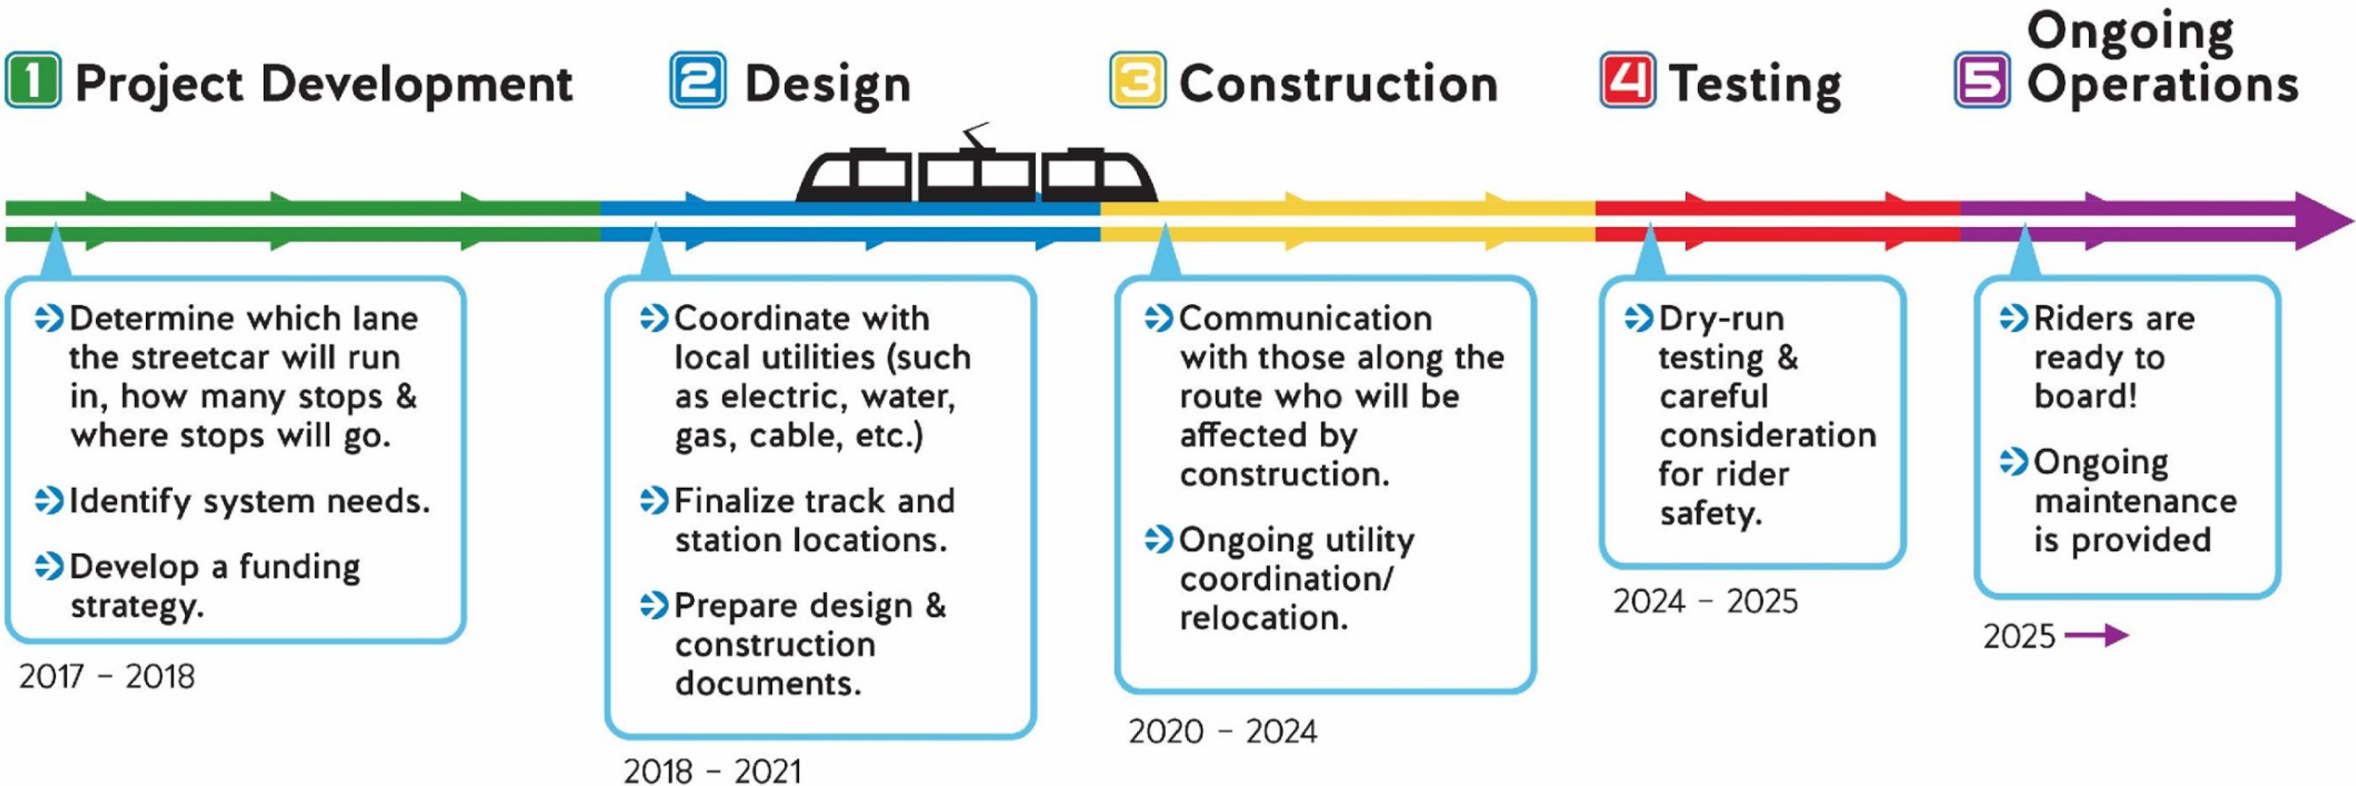 1 Project Development
Determine which lane
the streetcar will run
in, how many stops &
where stops will go.
Identify system needs.
Develop a funding
strategy.
2017 – 2018
2 Design
Coordinate with
local utilities (such
as electric, water,
gas, cable, etc.)
Finalize track and
station locations.
Prepare design &
construction
documents.
2018 – 2021
3 Construction
Communication
with those along the
route who will be
affected by
construction.
Ongoing utility
coordination/
relocation.
2020 – 2024
4 Testing
Dry-run
testing &
careful
consideration
for rider
safety.
2024 – 2025
5 Ongoing
Operations
Riders are
ready to
board!
Ongoing
maintenance
is provided
2025